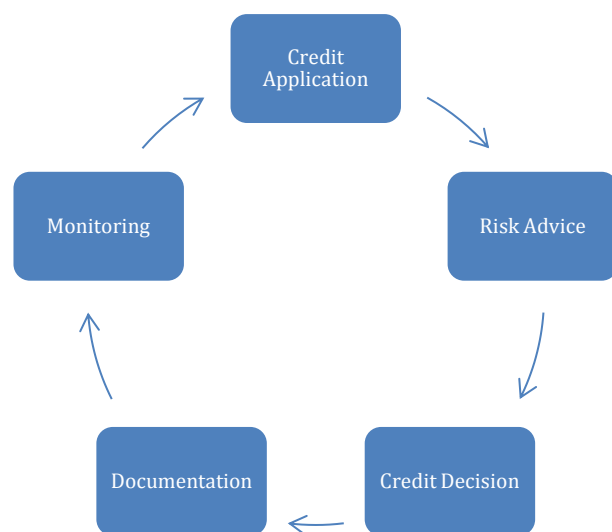 Credit
Application
Risk Advice
Credit Decision
Documentation
Monitoring